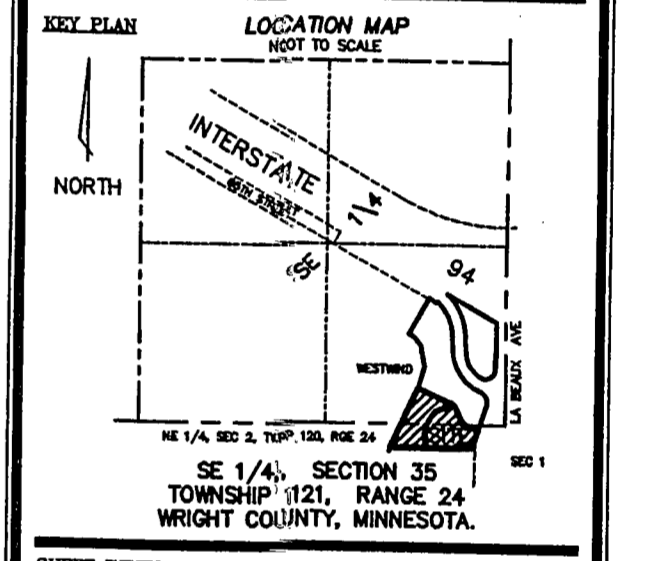 KEY PLAN
LOCATION MAP
NOT TO SCALE
NORTH
INTERSTATE
STREET
SE 1/4
94
WESTWIND
LA BEAUX AVE
NE 1/4, SEC 2, TWP. 120, RGE 24
SEC 1
SE 1/4, SECTION 35
TOWNSHIP 121, RANGE 24
WRIGHT COUNTY, MINNESOTA.